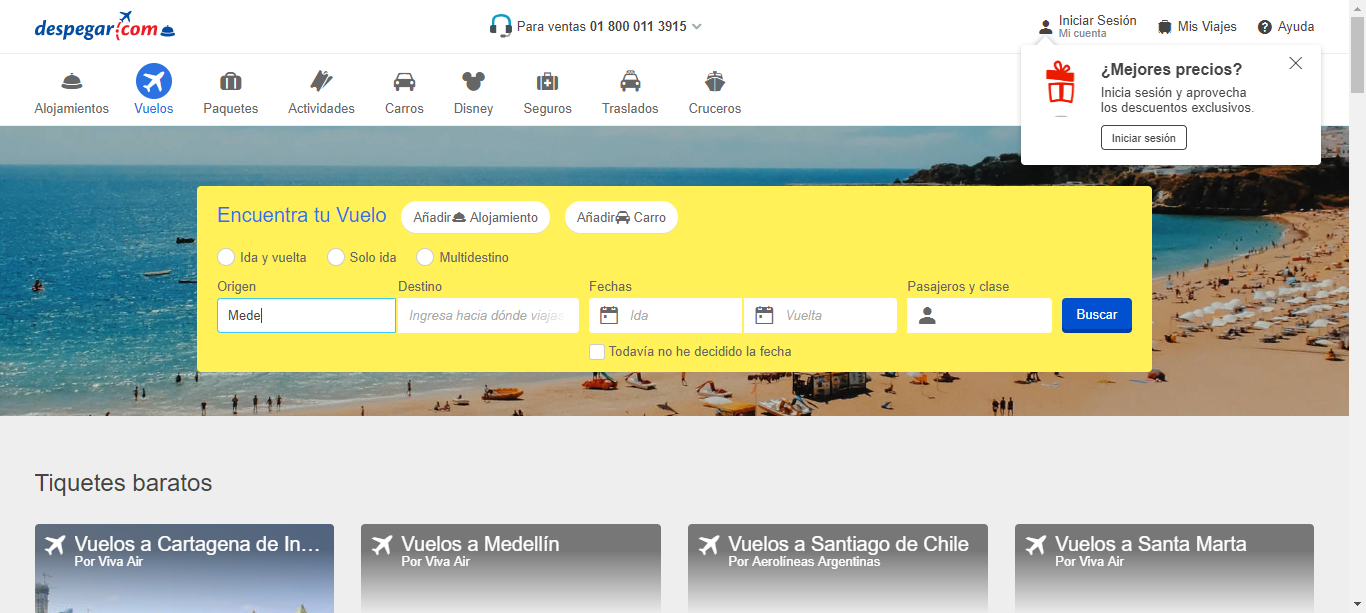 despegar.com
Para ventas 01 800 011 3915
Iniciar Sesión
Mi cuenta
Mis Viajes
Ayuda
¿Mejores precios?
Inicia sesión y aprovecha
los descuentos exclusivos.
Iniciar sesión
Alojamientos
Vuelos
Paquetes
Actividades
Carros
Disney
Seguros
Traslados
Cruceros
Encuentra tu Vuelo
Añadir Alojamiento
Añadir Carro
Ida y vuelta
Solo ida
Multidestino
Origen
Destino
Fechas
Pasajeros y clase
Mede
Ingresa hacia dónde viajas
Ida
Vuelta
Buscar
Todavía no he decidido la fecha
Tiquetes baratos
Vuelos a Cartagena de In...
Por Viva Air
Vuelos a Medellín
Por Viva Air
Vuelos a Santiago de Chile
Por Aerolíneas Argentinas
Vuelos a Santa Marta
Por Viva Air